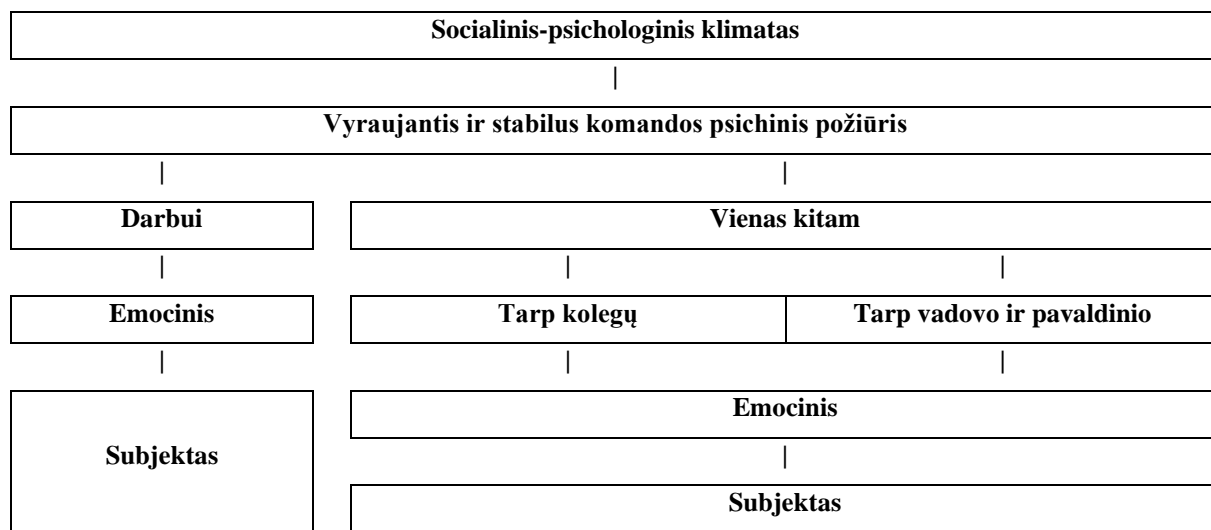 Socialinis-psichologinis klimatas
|
Vyraujantis ir stabilus komandos psichinis požiūris
| |
Darbui Vienas kitam
| | |
Emocinis Tarp kolegų Tarp vadovo ir pavaldinio
| | |
Emocinis
Subjektas |
Subjektas